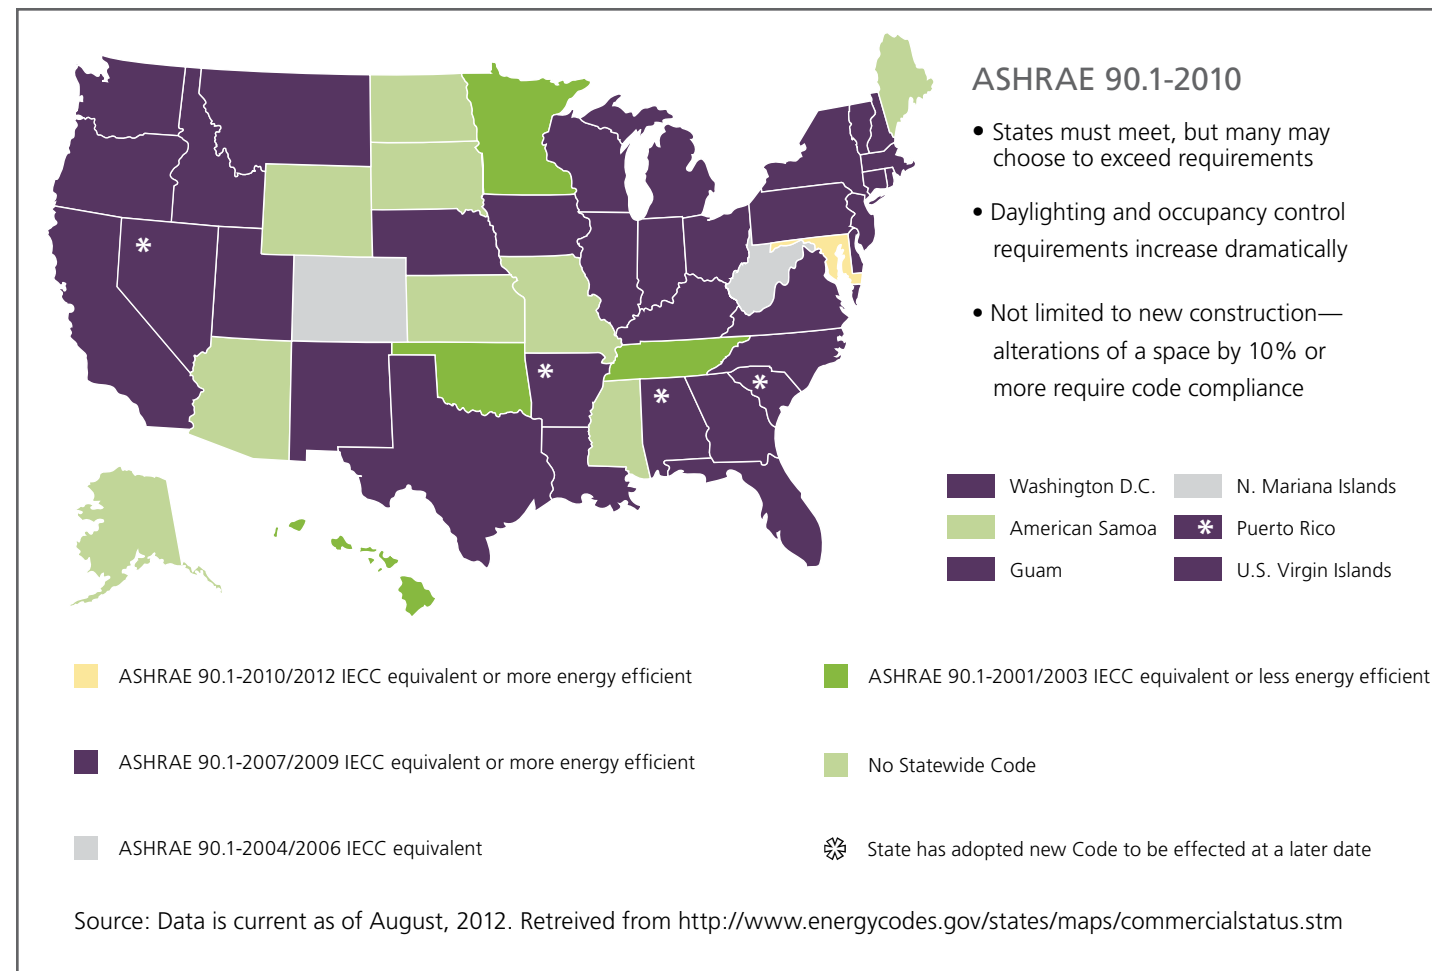 ASHRAE 90.1-2010
• States must meet, but many may
choose to exceed requirements
• Daylighting and occupancy control
requirements increase dramatically
• Not limited to new construction—
alterations of a space by 10% or
more require code compliance
* 
*
*
*
Washington D.C.
N. Mariana Islands
American Samoa
* Puerto Rico
Guam
U.S. Virgin Islands
ASHRAE 90.1-2010/2012 IECC equivalent or more energy efficient
ASHRAE 90.1-2001/2003 IECC equivalent or less energy efficient
ASHRAE 90.1-2007/2009 IECC equivalent or more energy efficient
No Statewide Code
ASHRAE 90.1-2004/2006 IECC equivalent
* State has adopted new Code to be effected at a later date
Source: Data is current as of August, 2012. Retreived from http://www.energycodes.gov/states/maps/commercialstatus.stm